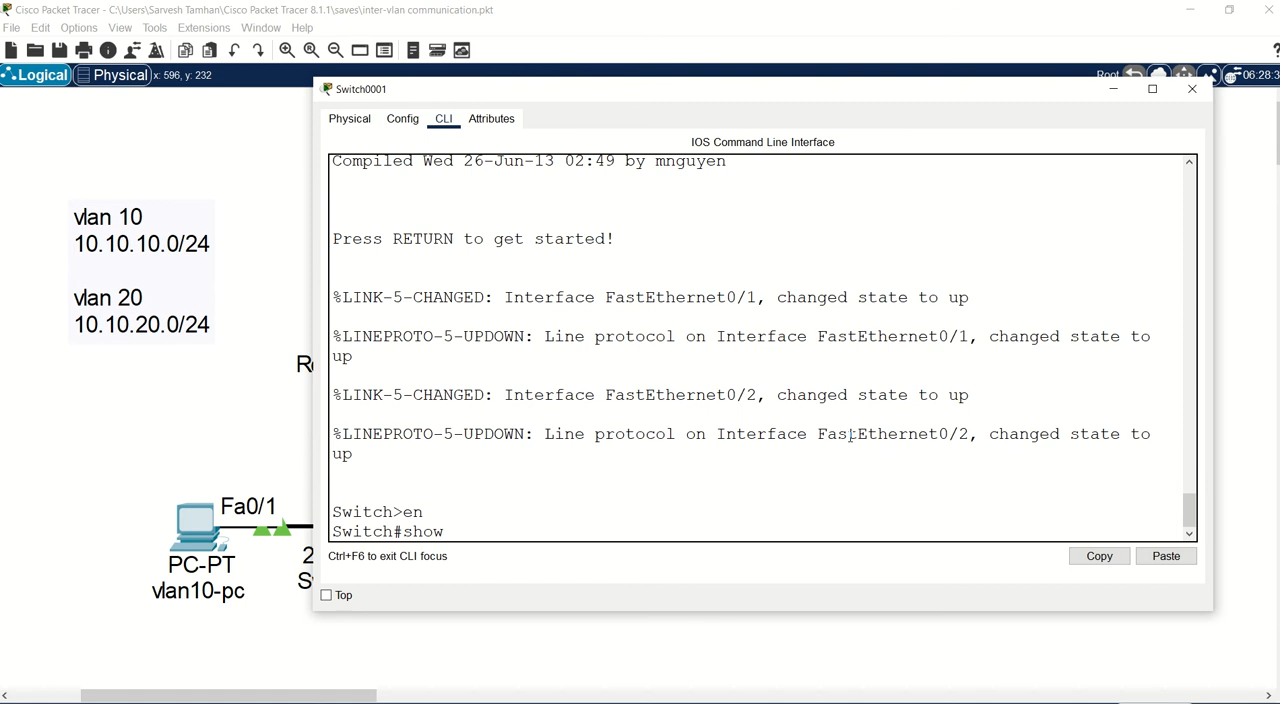 Cisco Packet Tracer - C:\Users\Sarvesh Tamhan\Cisco Packet Tracer 8.1.1\saves\inter-vlan communication.pkt
File Edit Options View Tools Extensions Window Help
Logical Physical x: 596, y: 232
Root 06:28:3
Switch0001
Physical Config CLI Attributes
IOS Command Line Interface
Compiled Wed 26-Jun-13 02:49 by mnguyen
Press RETURN to get started!
%LINK-5-CHANGED: Interface FastEthernet0/1, changed state to up
%LINEPROTO-5-UPDOWN: Line protocol on Interface FastEthernet0/1, changed state to
up
%LINK-5-CHANGED: Interface FastEthernet0/2, changed state to up
%LINEPROTO-5-UPDOWN: Line protocol on Interface FastEthernet0/2, changed state to
up
Switch>en
Switch#show
Ctrl+F6 to exit CLI focus
Copy Paste
Top
vlan 10
10.10.10.0/24
vlan 20
10.10.20.0/24
Fa0/1
PC-PT
vlan10-pc
2
S